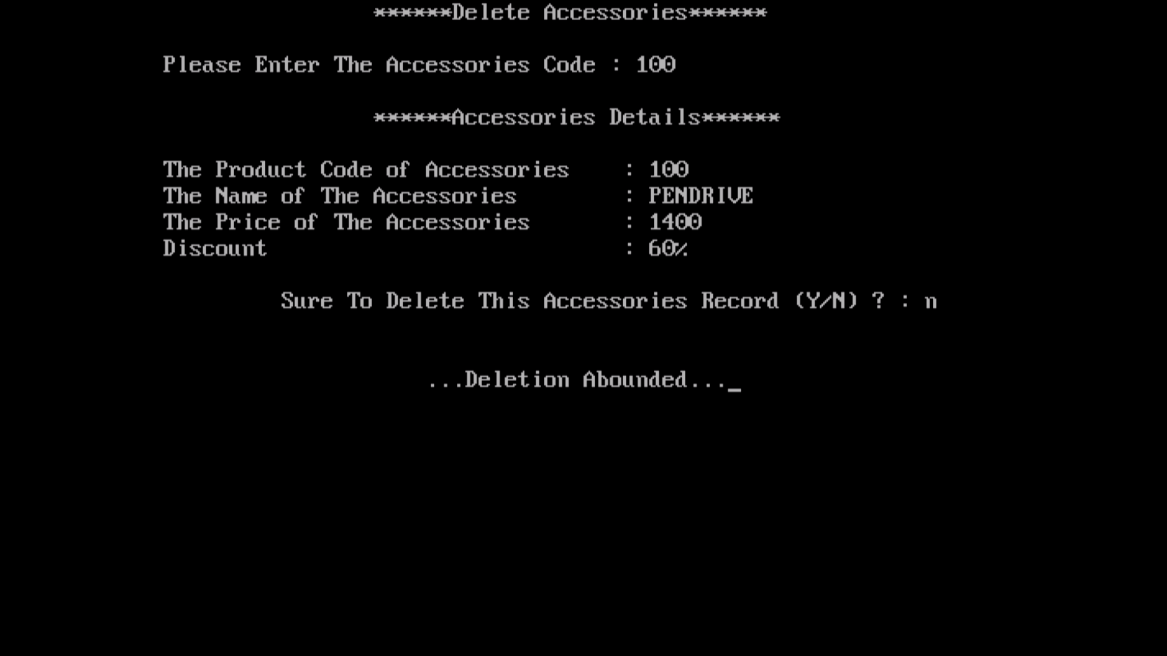 ******Delete Accessories******
Please Enter The Accessories Code : 100
******Accessories Details******
The Product Code of Accessories : 100
The Name of The Accessories : PENDRIVE
The Price of The Accessories : 1400
Discount : 60%
Sure To Delete This Accessories Record (Y/N) ? : n
...Deletion Abounded..._